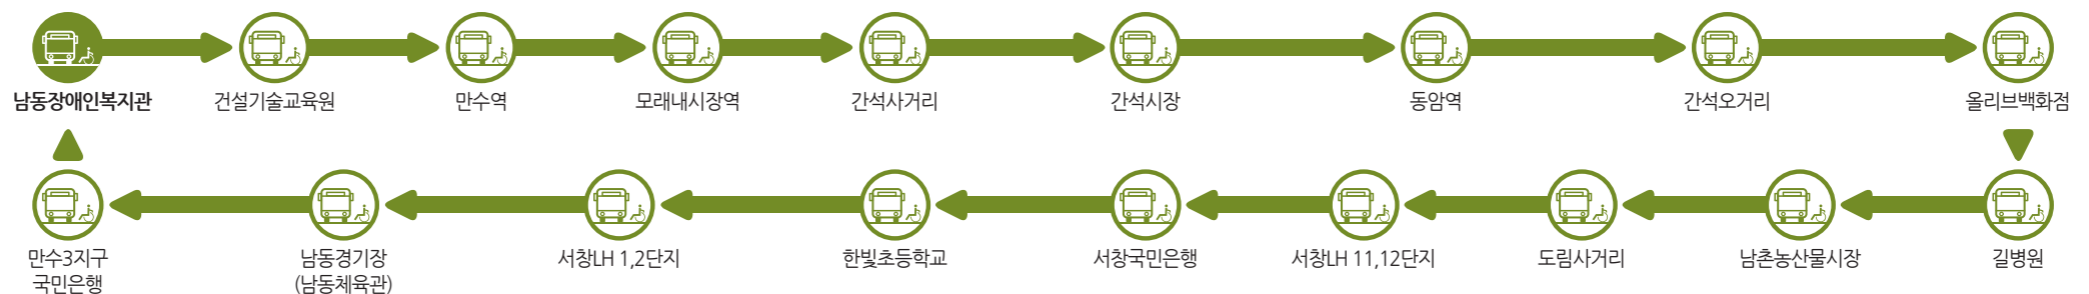 남동장애인복지관
건설기술교육원
만수역
모래내시장역
간석사거리
간석시장
동암역
간석오거리
올리브백화점
길병원
남촌농산물시장
도림사거리
서창LH 11,12단지
서창국민은행
한빛초등학교
서창LH 1,2단지
남동경기장
(남동체육관)
만수3지구
국민은행